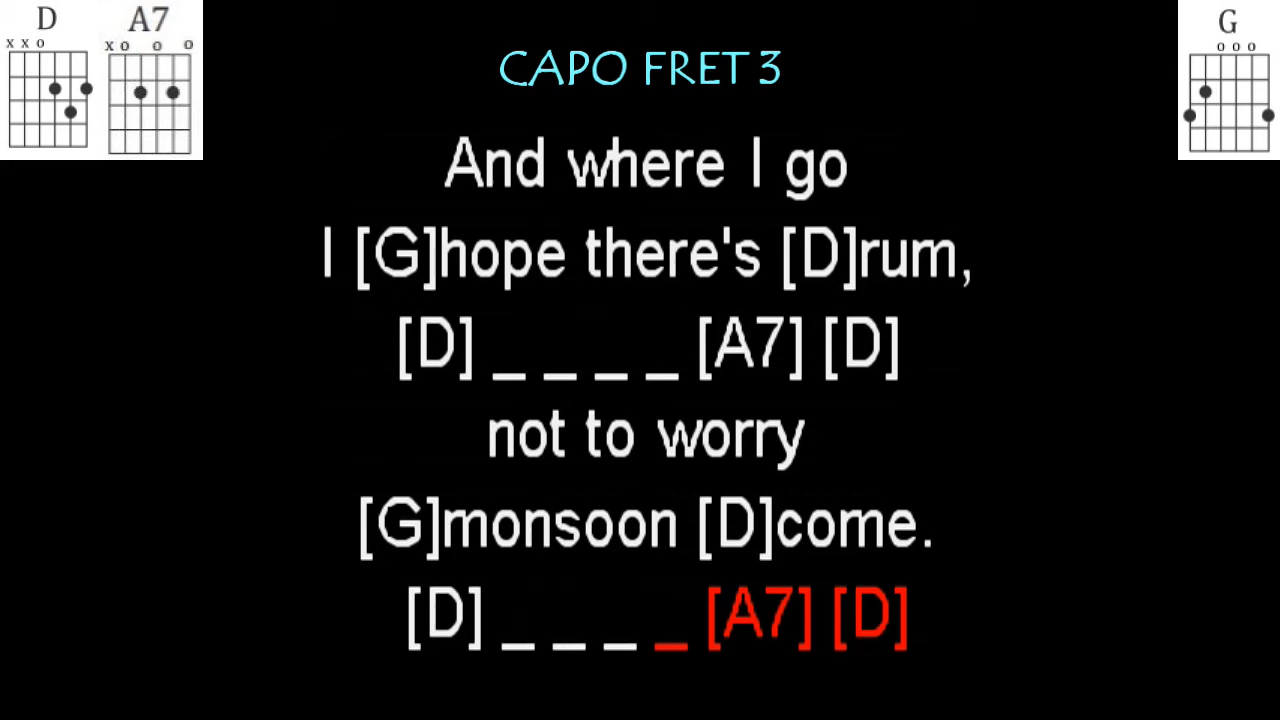 D
A7
G
x x o
x o o o
o o o
CAPO FRET 3
And where I go
I [G]hope there's [D]rum,
[D] _ _ _ _ [A7] [D]
not to worry
[G]monsoon [D]come.
[D] _ _ _ _ [A7] [D]